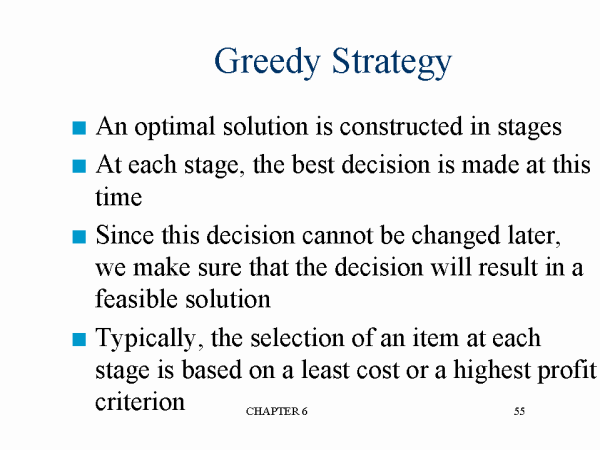 Greedy Strategy
An optimal solution is constructed in stages
At each stage, the best decision is made at this
time
Since this decision cannot be changed later,
we make sure that the decision will result in a
feasible solution
Typically, the selection of an item at each
stage is based on a least cost or a highest profit
criterion
CHAPTER 6
55